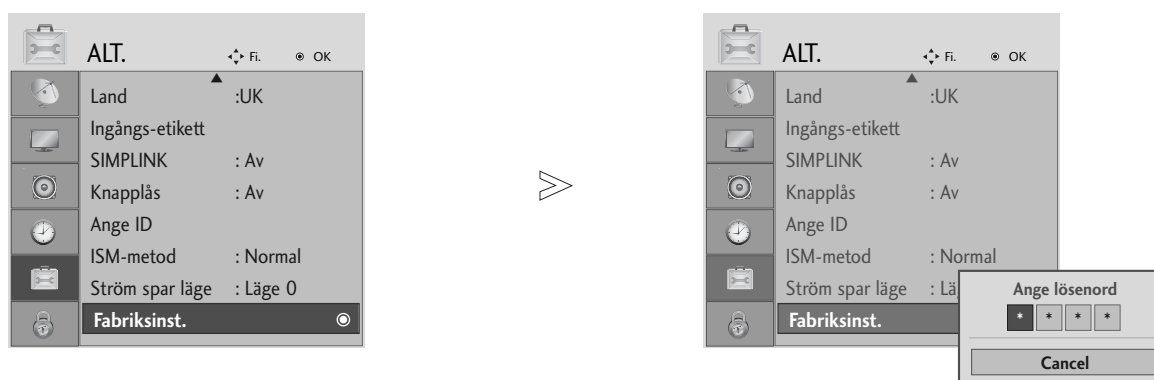 ALT. Fi. OK
Land :UK
Ingångs-etikett
SIMPLINK : Av
Knapplås : Av
Ange ID
ISM-metod : Normal
Ström spar läge : Läge 0
Fabriksinst.
ALT. Fi. OK
Land :UK
Ingångs-etikett
SIMPLINK : Av
Knapplås : Av
Ange ID
ISM-metod : Normal
Ström spar läge : Lä
Fabriksinst.
Ange lösenord
* * * *
Cancel